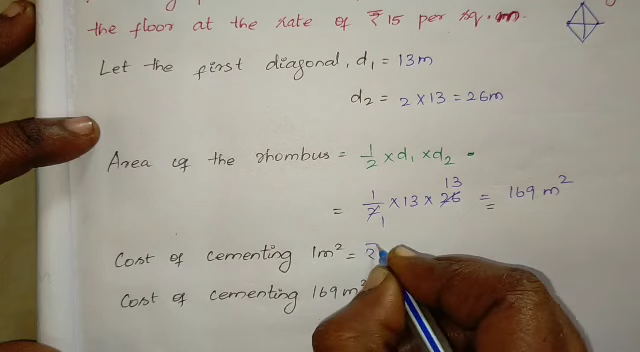 the floor at the rate of ₹15 per sq. m.
Let the first diagonal, d₁ = 13m
d₂ = 2 × 13 = 26m
Area of the rhombus = 1/2 × d₁ × d₂
= 1/2 1 × 13 × 26 13 = 169 m²
Cost of cementing 1m² = ₹
Cost of cementing 169 m²